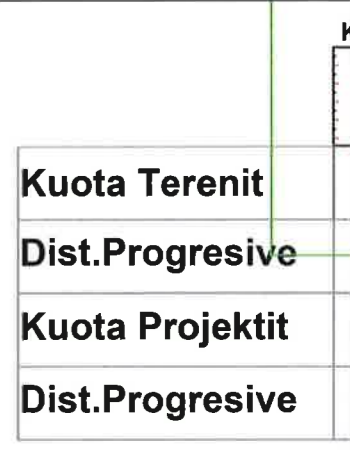 K
Kuota Terenit
Dist.Progresive
Kuota Projektit
Dist.Progresive